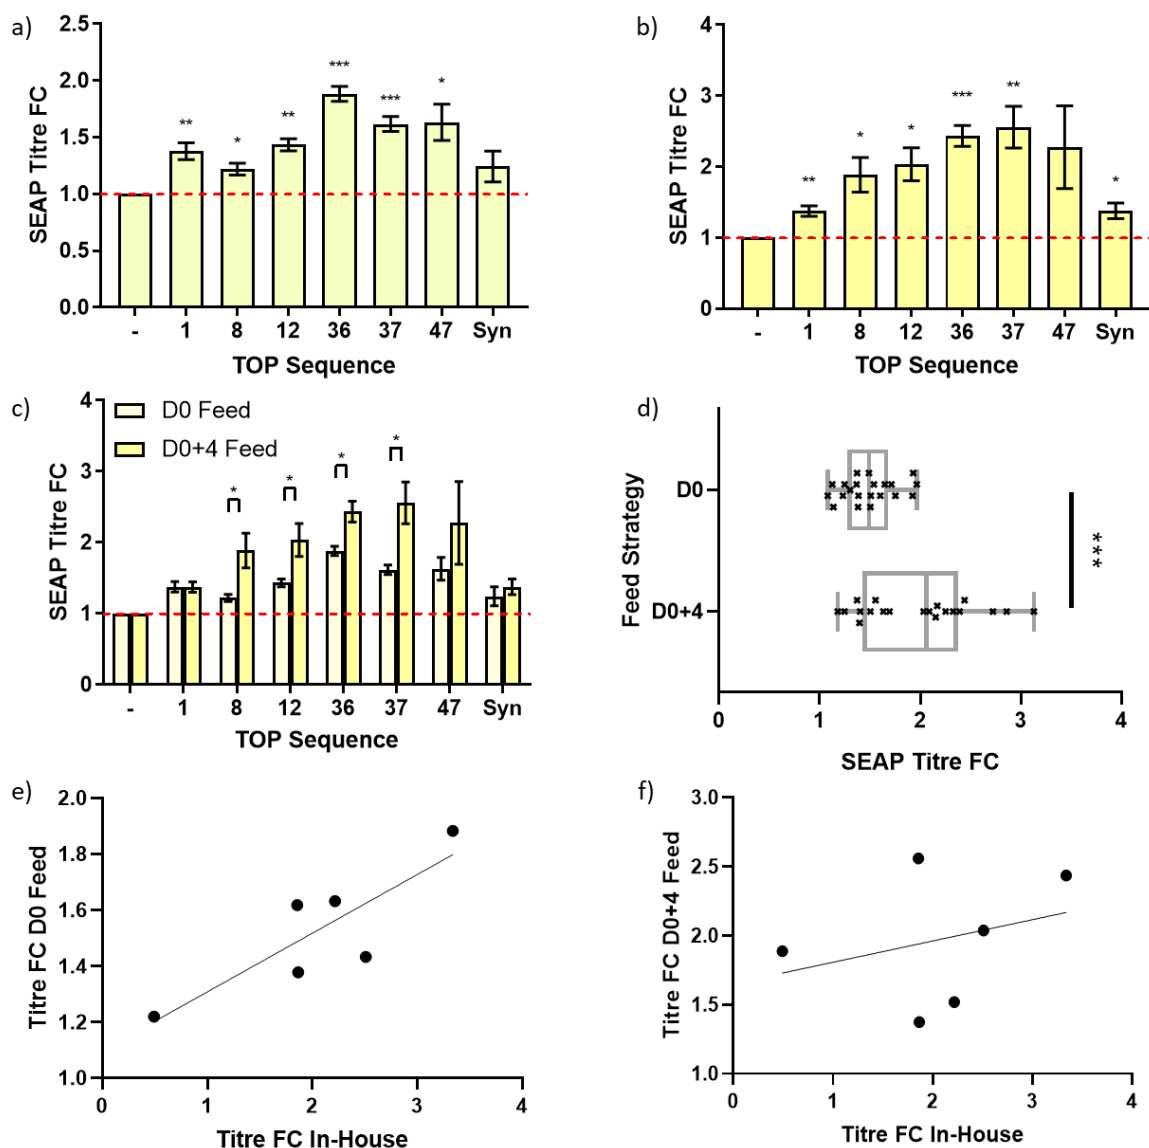 a)
SEAP Titre FC
2.5
2.0
1.5
1.0
0.5
0.0
** * ** *** *** *
- 1 8 12 36 37 47 Syn
TOP Sequence
b)
SEAP Titre FC
4
3
2
1
0
** * * *** ** *
- 1 8 12 36 37 47 Syn
TOP Sequence
c)
SEAP Titre FC
4
3
2
1
0
D0 Feed
D0+4 Feed
* * * *
- 1 8 12 36 37 47 Syn
TOP Sequence
d)
Feed Strategy
D0
D0+4
***
0 1 2 3 4
SEAP Titre FC
e)
Titre FC D0 Feed
2.0
1.8
1.6
1.4
1.2
1.0
0 1 2 3 4
Titre FC In-House
f)
Titre FC D0+4 Feed
3.0
2.5
2.0
1.5
1.0
0 1 2 3 4
Titre FC In-House